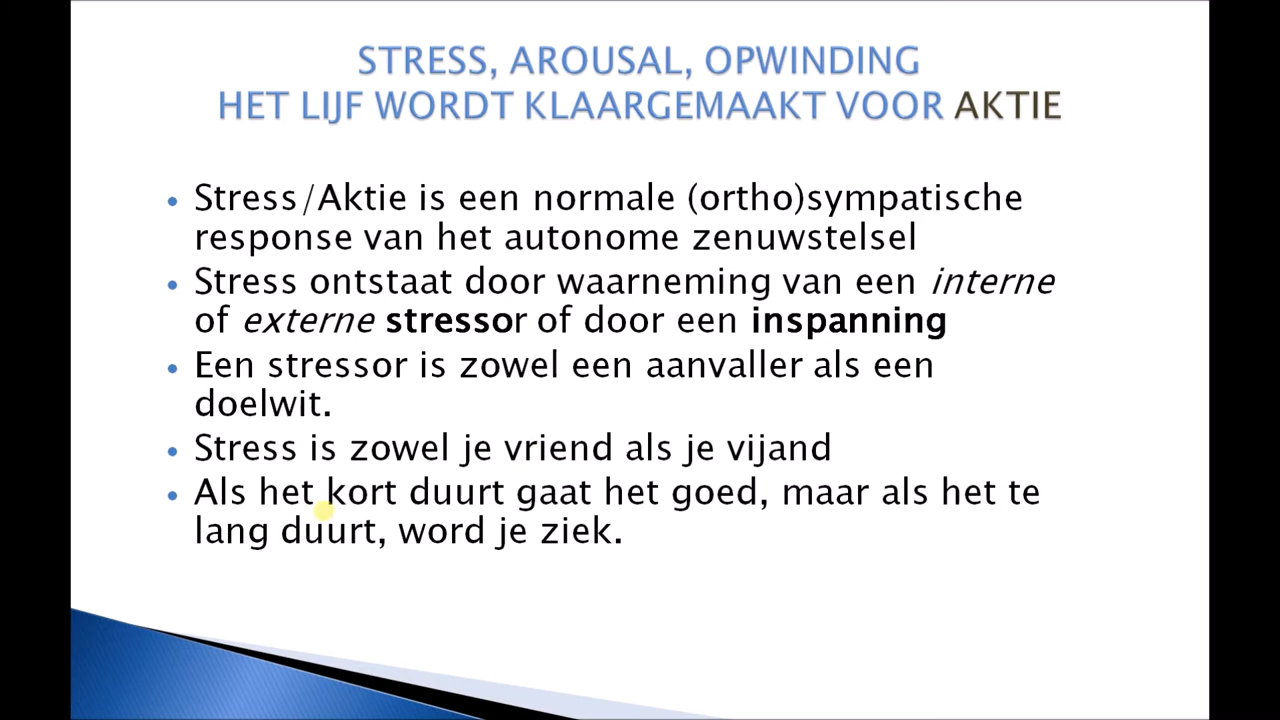 STRESS, AROUSAL, OPWINDING
HET LIJF WORDT KLAARGEMAAKT VOOR AKTIE
• Stress/Aktie is een normale (ortho)sympatische
response van het autonome zenuwstelsel
• Stress ontstaat door waarneming van een interne
of externe stressor of door een inspanning
• Een stressor is zowel een aanvaller als een
doelwit.
• Stress is zowel je vriend als je vijand
• Als het kort duurt gaat het goed, maar als het te
lang duurt, word je ziek.